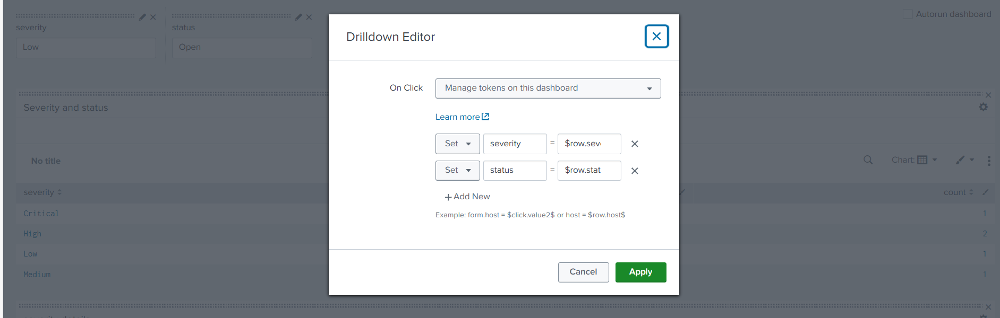 severity
status
Autorun dashboard
Low
Open
Drilldown Editor
On Click
Manage tokens on this dashboard
Learn more
Severity and status
Set
severity
=
$row.sev
Set
status
=
$row.stat
Add New
Example: form.host = $click.value2$ or host = $row.host$
Cancel
Apply
No title
Chart:
severity
count
Critical
1
High
2
Low
1
Medium
1